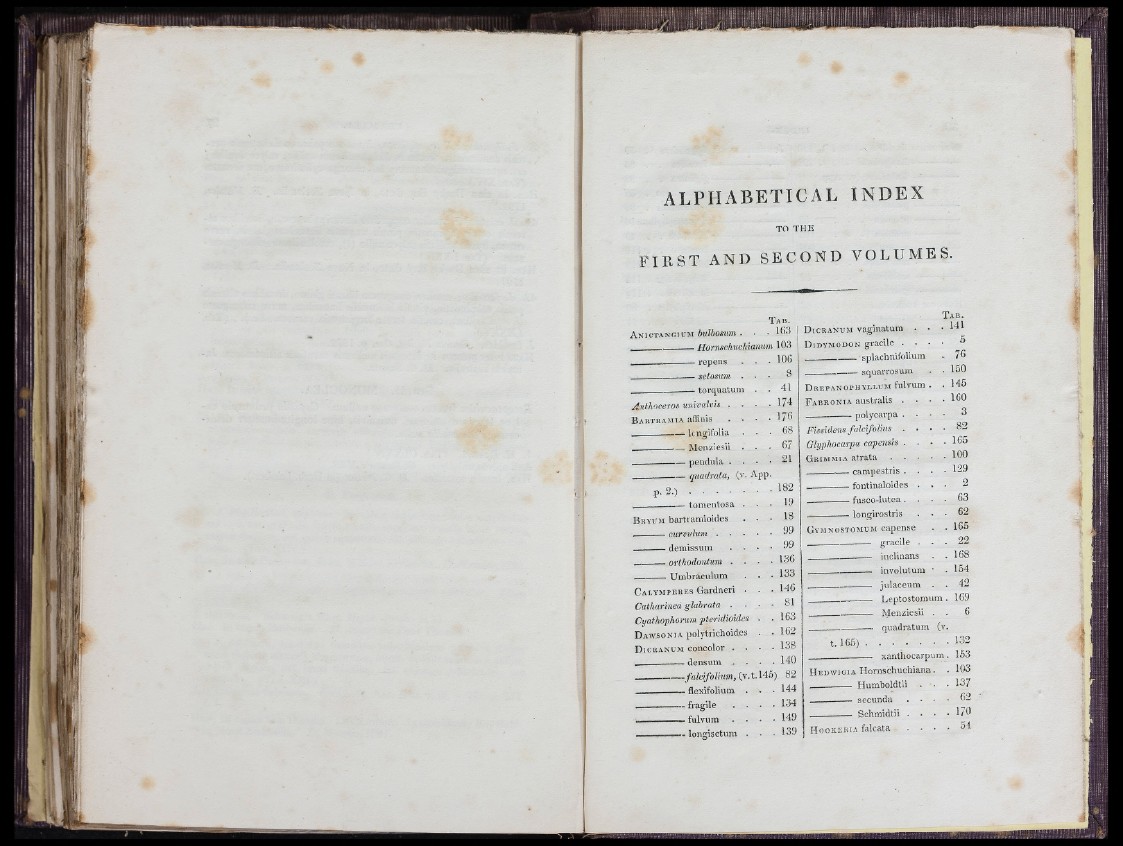 ALPHABETICAL INDEX
TO THE
FIRST AND SECOND VOLUMES.
TAB.
ANICTANGIUM bulbosum . . . 163
——— Hornschuchianum 103
——— repens . . . 106
——— setosum . . . 8
——— torquatum . . 41
Anthoceros univalvis . . . . 174
BARTRAMIA affinis . . . . 176
——— longifolia . . . 68
——— Menziesii . . . 67
——— pendula . . . . 21
——— quadrata, (v. App.
p. 2.) . . . . . . . 182
——— tomentosa . . . 19
BRYUM bartramioides . . . 18
——— curvulum . . . . . 99
——— demissum . . . . 99
——— orthodontum . . . . 136
——— Umbraculum . . . 133
CALYMPERES Gardneri . . . 146
Catharinea glabrata . . . . 81
Cyathophorum pteridioides . . 163
DAWSONIA polytrichoides . . 162
DICRANUM concolor . . . . 138
——— densum . . . . 140
——— falcifolium, (v. t. 145) 82
——— flexifolium . . . 144
——— fragile . . . . 134
——— fulvum . . . . 149
——— longisetum . . . 139
TAB.
DICRANUM vaginatum . . . 141
DIDYMODON gracile . . . . 5
——— splachnifolium . 76
——— squarrosum . . 150
DREPANOPHYLLUM fulvum . . 145
FABRONIA australis . . . . 160
——— polycarpa . . . . 3
Fissidens falcifolius . . . . 82
Glyphocarpa capensis . . . . 165
GRIMMIA atrata . . . . . 100
——— campestris . . . . 129
——— fontinaloides . . . 2
——— fusco-lutea . . . . 63
——— longirostris . . . 62
GYMNOSTOMUM capense . . 165
——— gracile . . . 22
——— inclinans . . 168
——— involutum . . 154
——— julaceum . . 42
——— Leptostomum . 169
——— Menziesii . . 6
——— quadratum (v.
t. 165) . . . . . . . 132
——— xanthocarpum . 153
HEDWIGIA Hornschuchiana . . 103
——— Humboldtii . . . 137
——— secunda . . . . 62
——— Schmidtii . . . . 170
HOOKERIA falcata . . . . 54